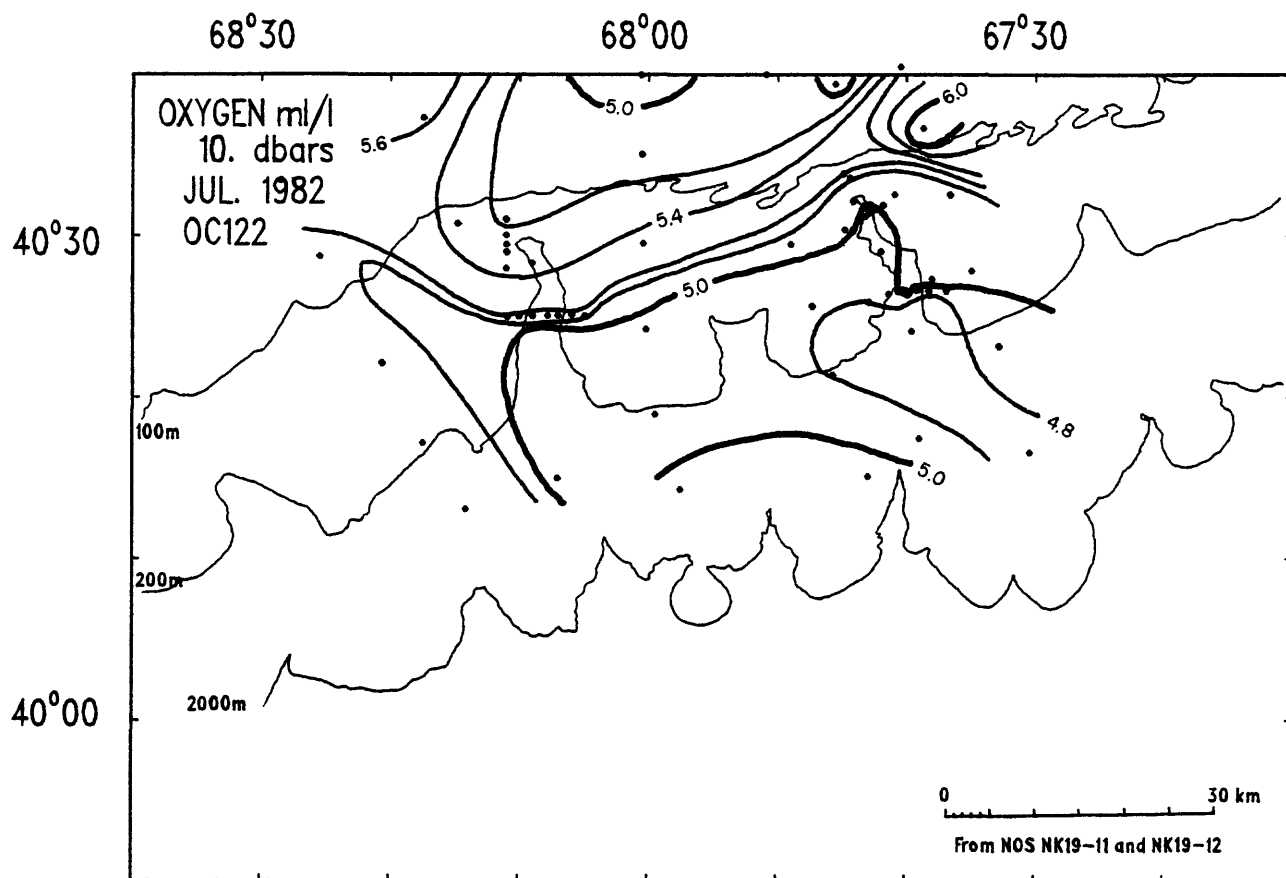 68°30 68°00 67°30
OXYGEN ml/l
10. dbars
JUL. 1982
OC122
5.6
5.0
6.0
5.4
40°30
5.0
4.8
5.0
100m
200m
2000m
40°00
0 30 km
From NOS NK19-11 and NK19-12